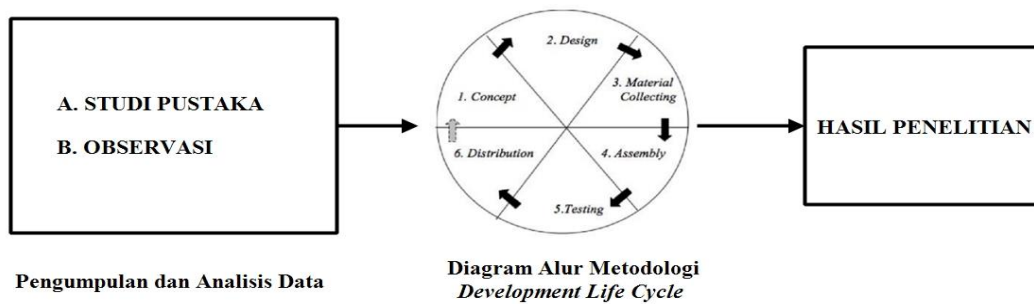 A. STUDI PUSTAKA
B. OBSERVASI
Pengumpulan dan Analisis Data
1. Concept
2. Design
3. Material
Collecting
4. Assembly
5.Testing
6. Distribution
Diagram Alur Metodologi
Development Life Cycle
HASIL PENELITIAN